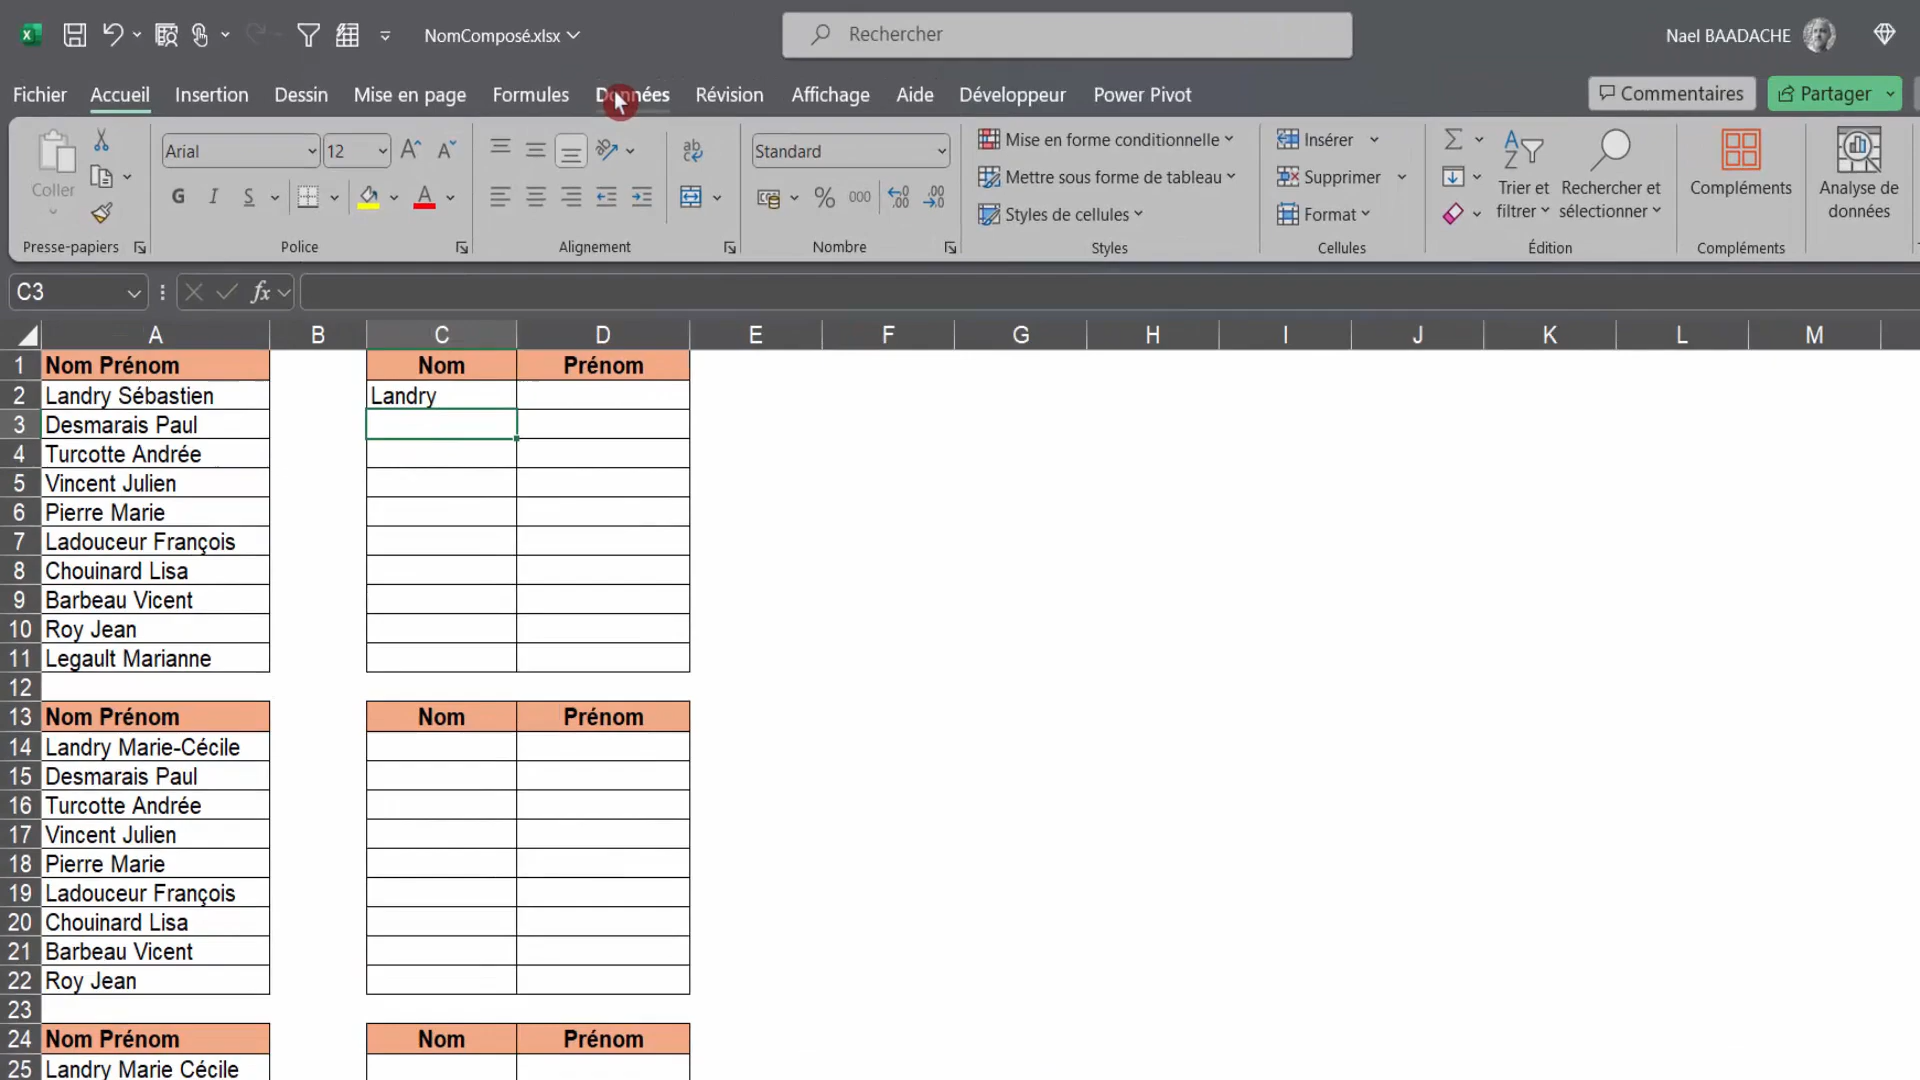 NomComposé.xlsx
Rechercher
Nael BAADACHE
Fichier Accueil Insertion Dessin Mise en page Formules Données Révision Affichage Aide Développeur Power Pivot
Commentaires
Partager
Coller
Presse-papiers
Arial
12
G I S
Police
ab
Alignement
Standard
% 000
Nombre
Mise en forme conditionnelle
Mettre sous forme de tableau
Styles de cellules
Styles
Insérer
Supprimer
Format
Cellules
Trier et
filtrer
Rechercher et
sélectionner
Édition
Compléments
Compléments
Analyse de
données
C3
fx
A B C D E F G H I J K L M
1 Nom Prénom Nom Prénom
2 Landry Sébastien Landry
3 Desmarais Paul
4 Turcotte Andrée
5 Vincent Julien
6 Pierre Marie
7 Ladouceur François
8 Chouinard Lisa
9 Barbeau Vicent
10 Roy Jean
11 Legault Marianne
12
13 Nom Prénom Nom Prénom
14 Landry Marie-Cécile
15 Desmarais Paul
16 Turcotte Andrée
17 Vincent Julien
18 Pierre Marie
19 Ladouceur François
20 Chouinard Lisa
21 Barbeau Vicent
22 Roy Jean
23
24 Nom Prénom Nom Prénom
25 Landry Marie Cécile